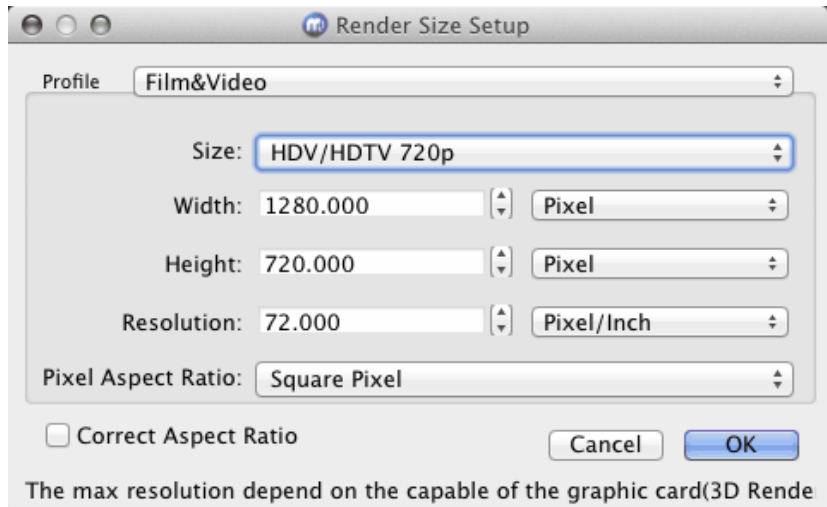 Render Size Setup
Profile Film&Video
Size: HDV/HDTV 720p
Width: 1280.000 Pixel
Height: 720.000 Pixel
Resolution: 72.000 Pixel/Inch
Pixel Aspect Ratio: Square Pixel
Correct Aspect Ratio
Cancel OK
The max resolution depend on the capable of the graphic card(3D Rende